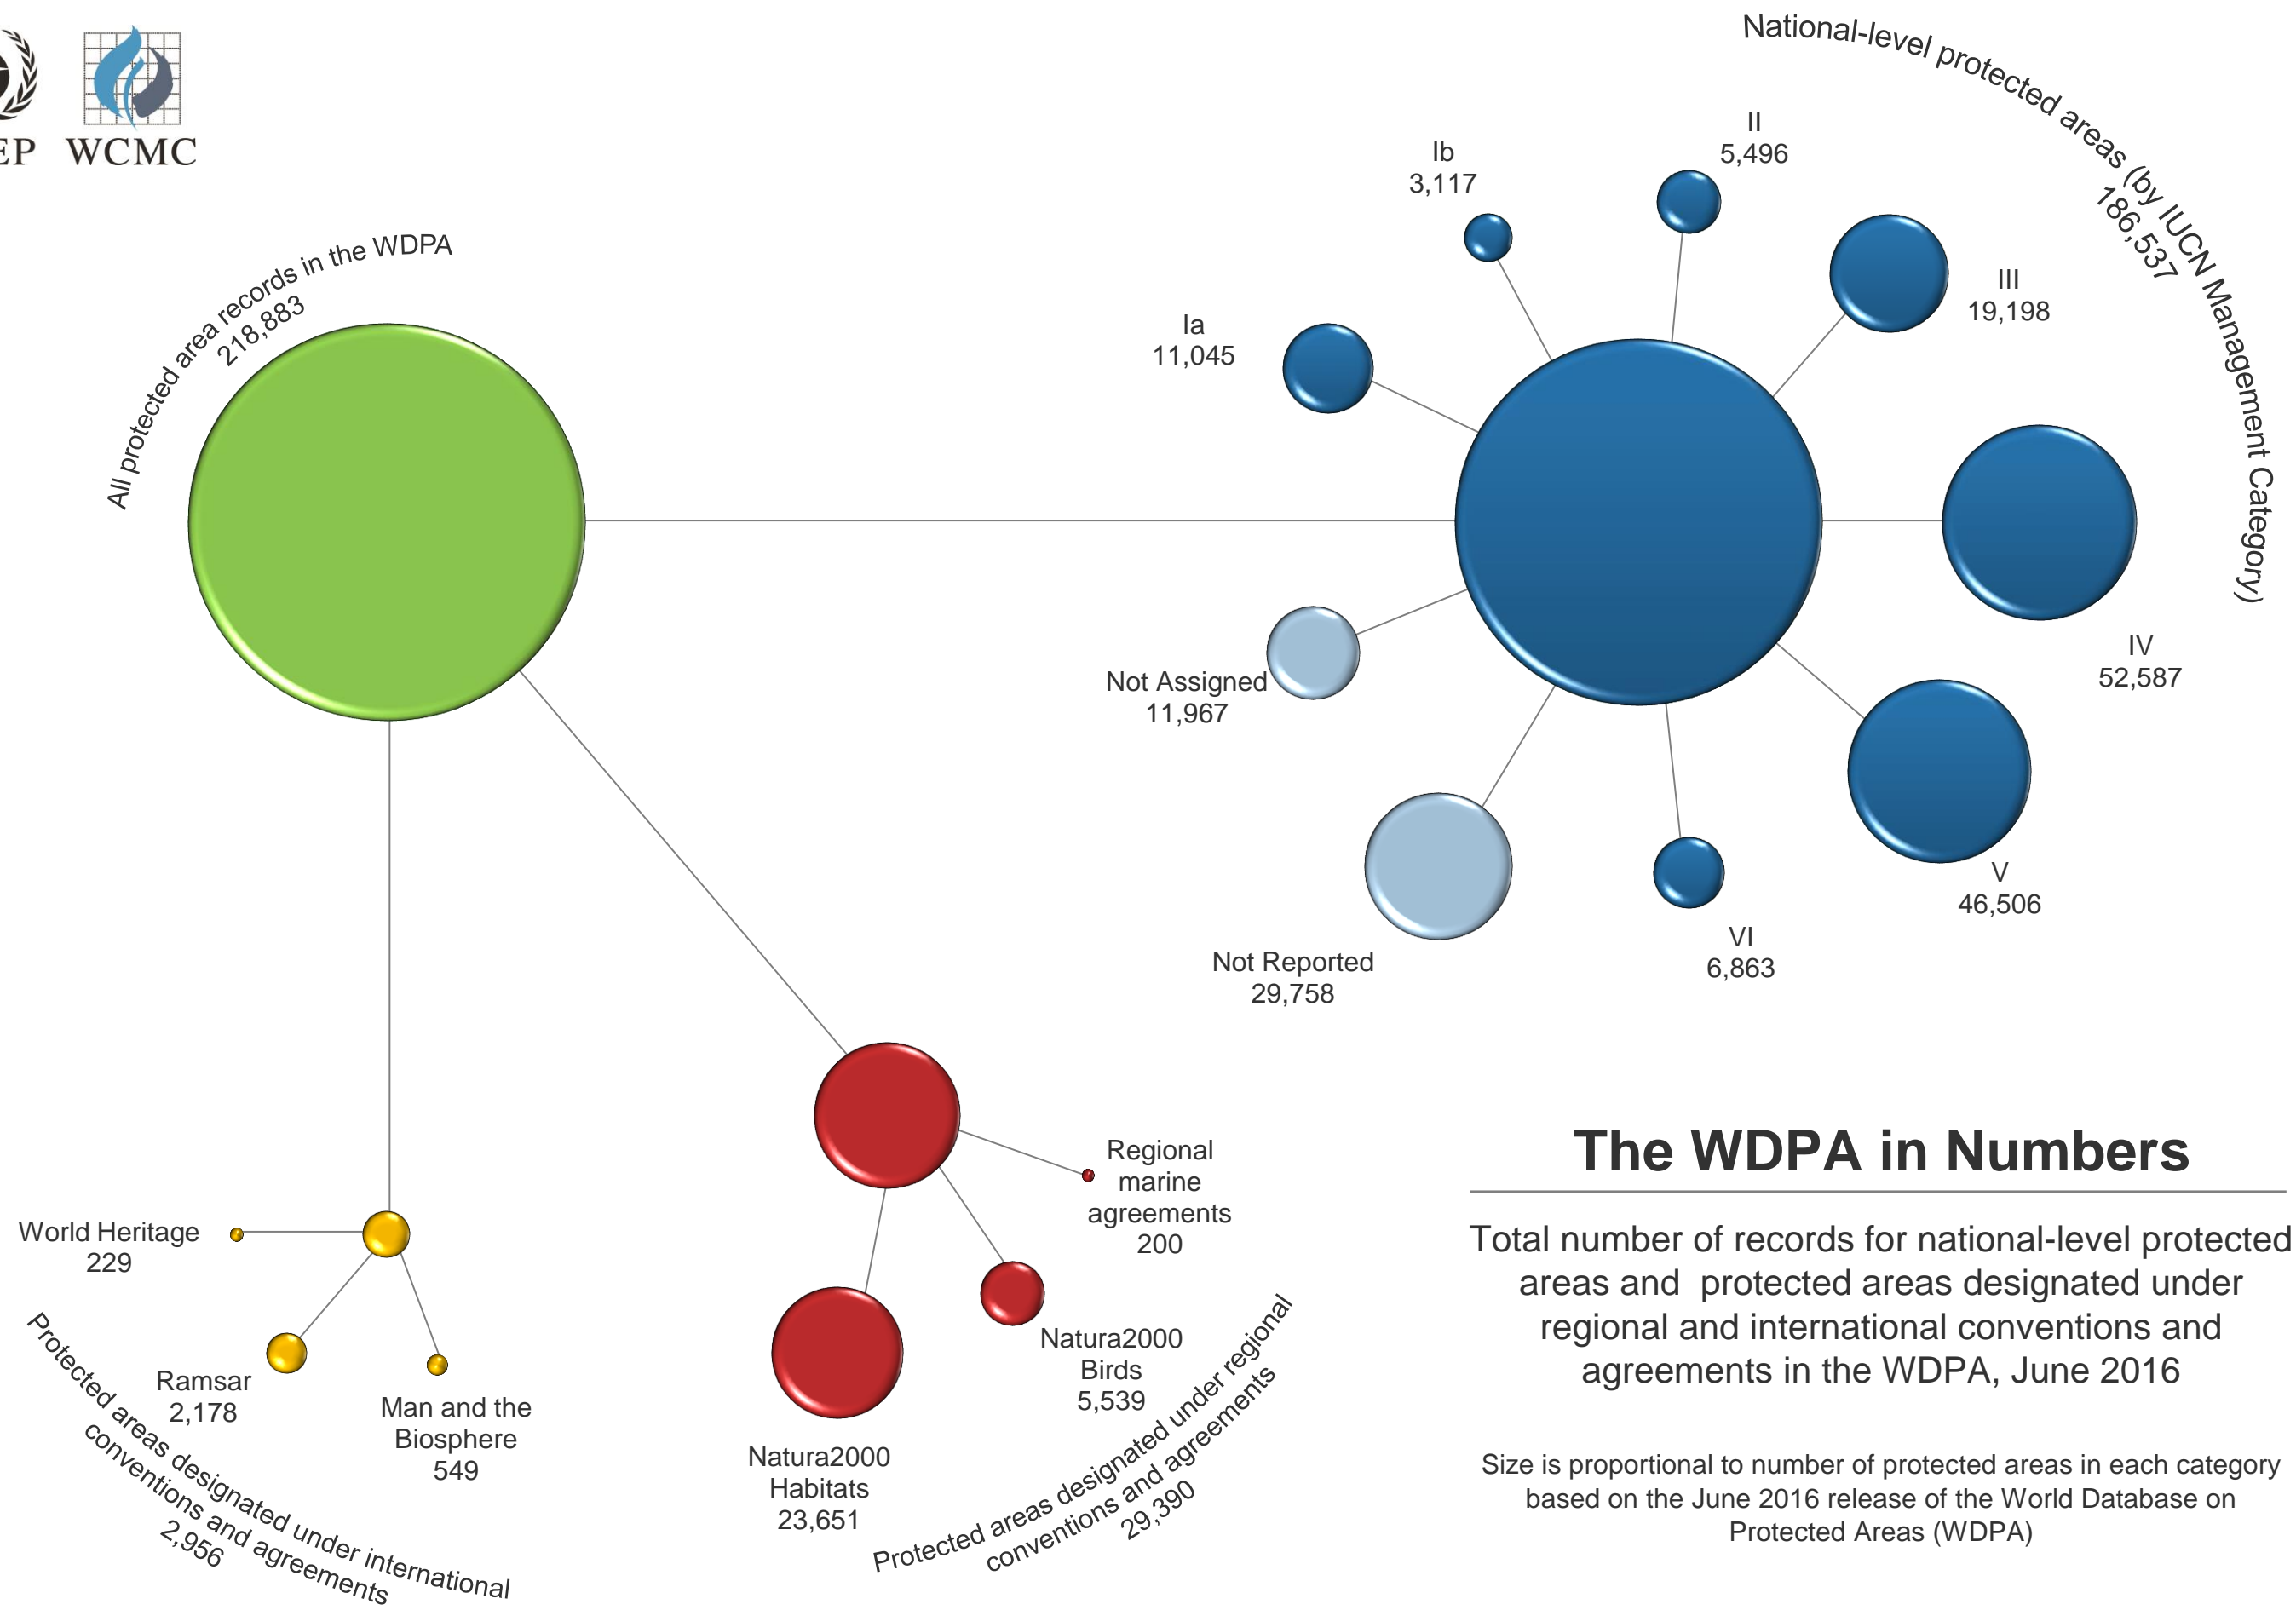 EP
WCMC
All protected area records in the WDPA
218,883
National-level protected areas (by IUCN Management Category)
186,537
Ia
11,045
Ib
3,117
II
5,496
III
19,198
IV
52,587
V
46,506
VI
6,863
Not Reported
29,758
Not Assigned
11,967
World Heritage
229
Ramsar
2,178
Man and the
Biosphere
549
Protected areas designated under international
conventions and agreements
2,956
Regional
marine
agreements
200
Natura2000
Birds
5,539
Natura2000
Habitats
23,651
Protected areas designated under regional
conventions and agreements
29,390
The WDPA in Numbers
Total number of records for national-level protected
areas and protected areas designated under
regional and international conventions and
agreements in the WDPA, June 2016
Size is proportional to number of protected areas in each category
based on the June 2016 release of the World Database on
Protected Areas (WDPA)